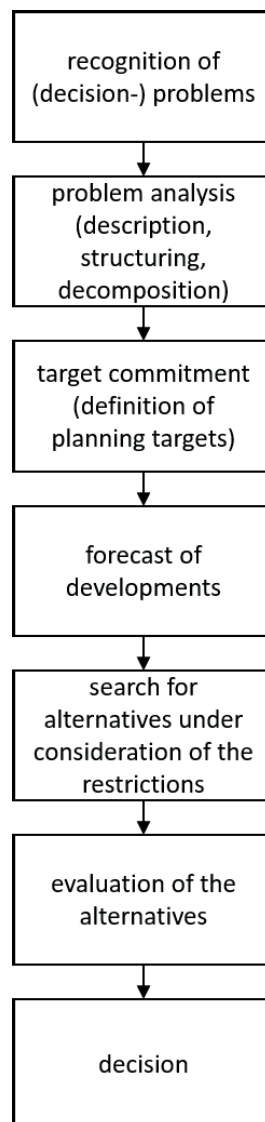 recognition of
(decision-) problems
problem analysis
(description,
structuring,
decomposition)
target commitment
(definition of
planning targets)
forecast of
developments
search for
alternatives under
consideration of the
restrictions
evaluation of the
alternatives
decision